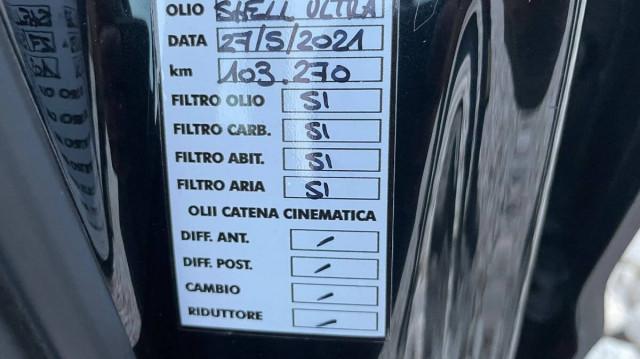 OLIO SHELL ULTRA
DATA 27/5/2021
km 103.270
FILTRO OLIO SI
FILTRO CARB. SI
FILTRO ABIT. SI
FILTRO ARIA SI
OLII CATENA CINEMATICA
DIFF. ANT. -
DIFF. POST. -
CAMBIO -
RIDUTTORE -